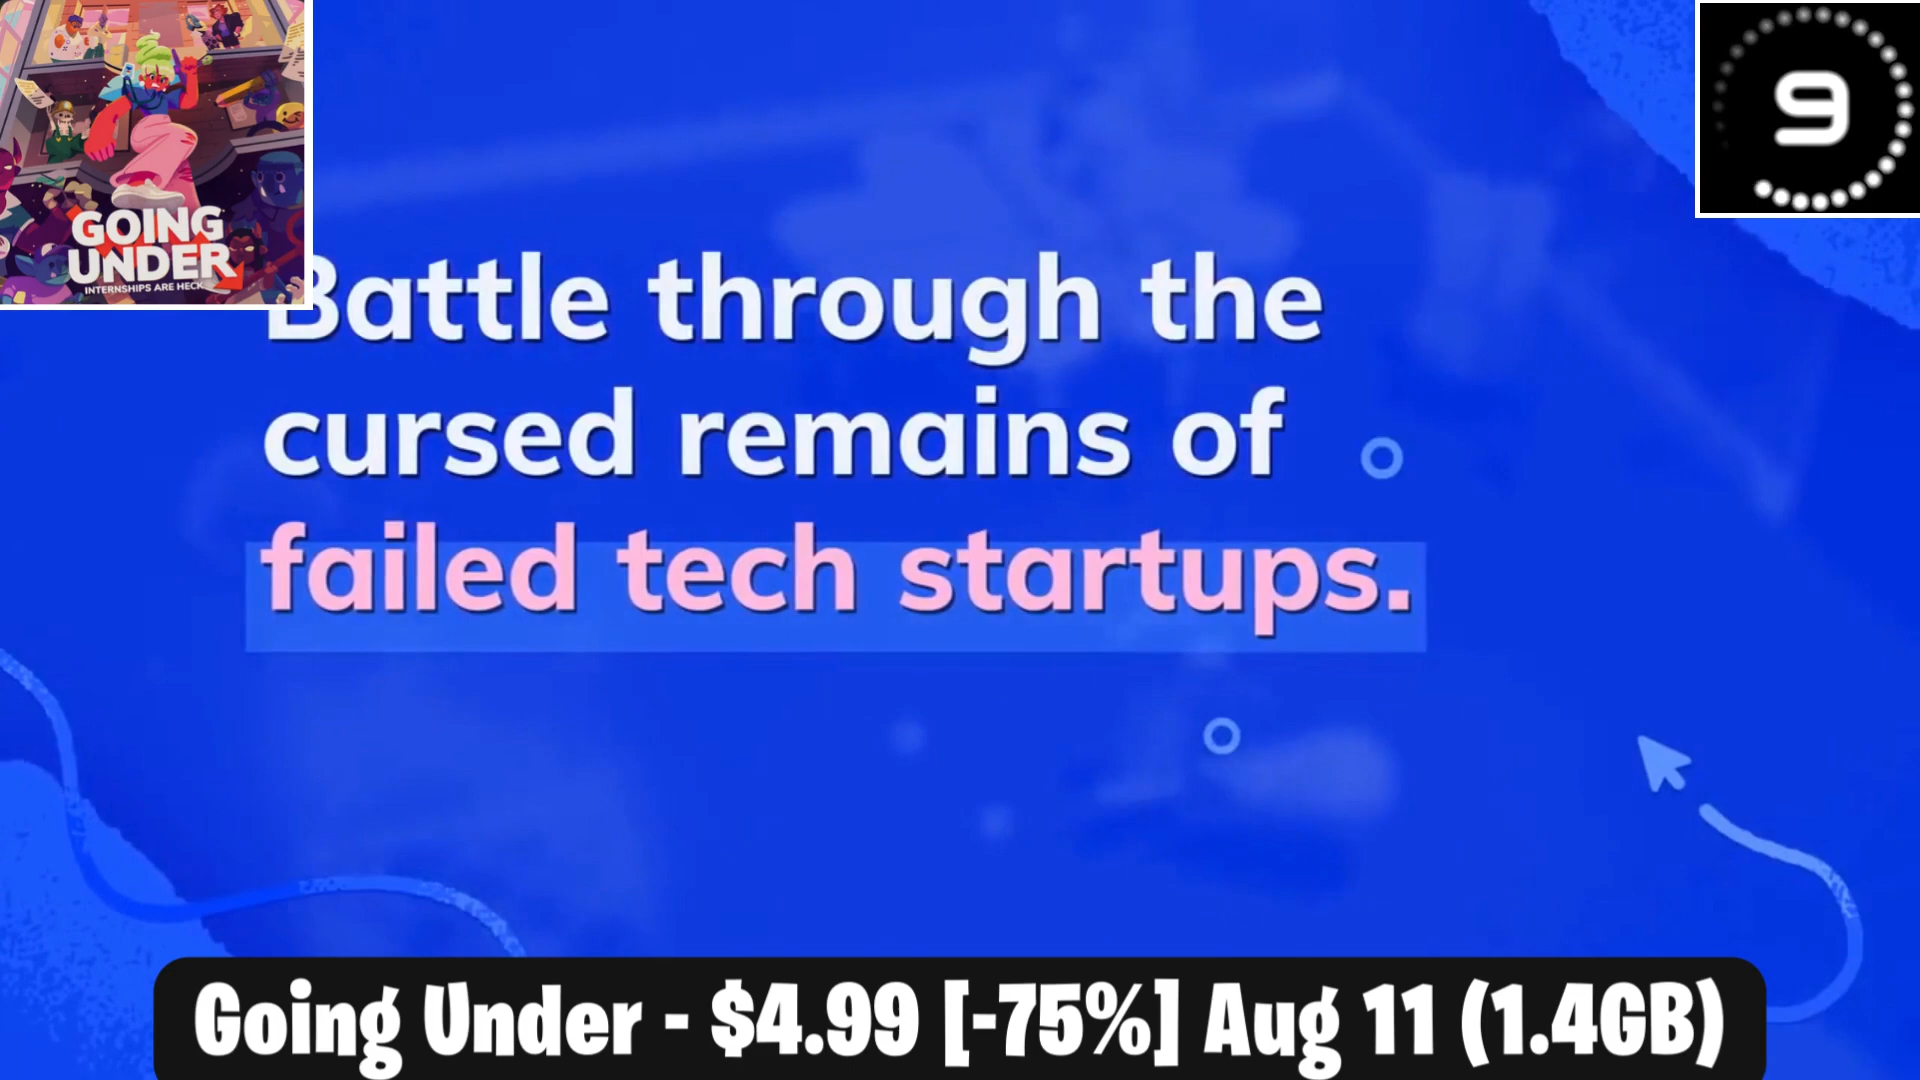 GOING
UNDER
INTERNSHIPS ARE HECK
9
Battle through the
cursed remains of
failed tech startups.
Going Under - $4.99 [-75%] Aug 11 (1.4GB)